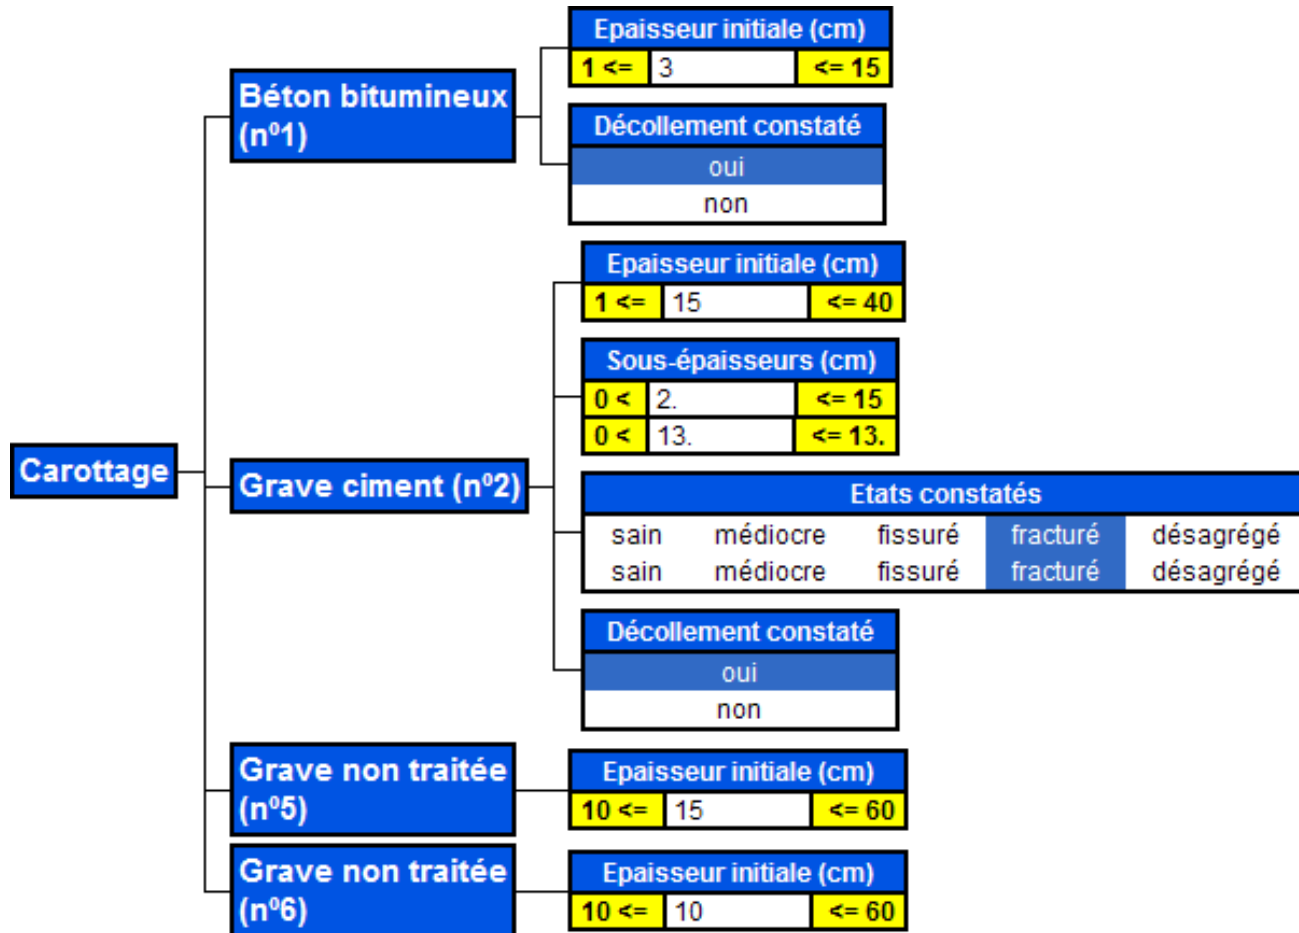 Epaisseur initiale (cm)
1 <= 3 <= 15
Béton bitumineux
(nº1)
Décollement constaté
oui
non
Epaisseur initiale (cm)
1 <= 15 <= 40
Sous-épaisseurs (cm)
0 < 2. <= 15
0 < 13. <= 13.
Carottage
Grave ciment (nº2)
Etats constatés
sain médiocre fissuré fracturé désagrégé
sain médiocre fissuré fracturé désagrégé
Décollement constaté
oui
non
Grave non traitée
(nº5)
Epaisseur initiale (cm)
10 <= 15 <= 60
Grave non traitée
(nº6)
Epaisseur initiale (cm)
10 <= 10 <= 60